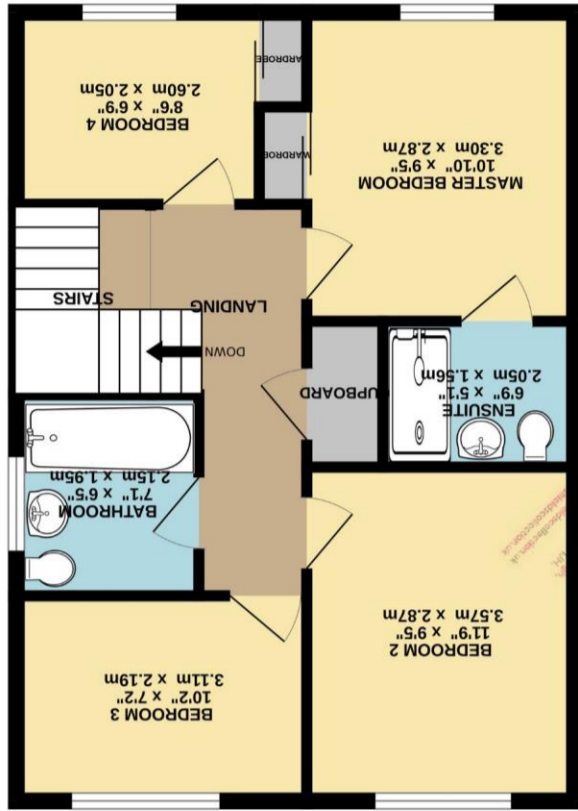 BEDROOM 2
11'9" x 9'5"
3.57m x 2.87m
BEDROOM 3
10'2" x 7'2"
3.11m x 2.19m
BATHROOM
7'1" x 6'5"
2.15m x 1.95m
ENSUITE
6'9" x 5'1"
2.05m x 1.56m
CUPBOARD
DOWN
LANDING
STAIRS
MASTER BEDROOM
10'10" x 9'5"
3.30m x 2.87m
WARDROBE
BEDROOM 4
8'6" x 6'9"
2.60m x 2.05m
WARDROBE